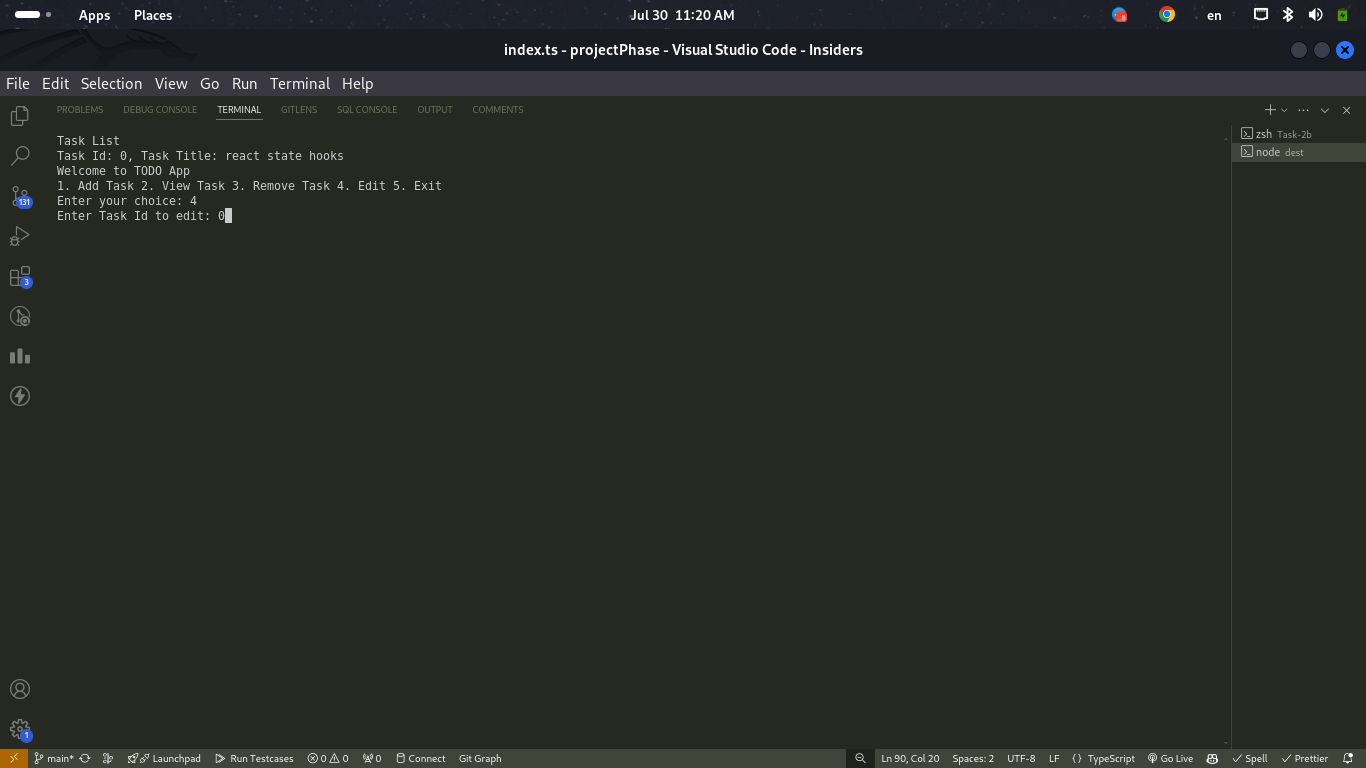 Apps Places Jul 30 11:20 AM en
index.ts - projectPhase - Visual Studio Code - Insiders
File Edit Selection View Go Run Terminal Help
PROBLEMS DEBUG CONSOLE TERMINAL GITLENS SQL CONSOLE OUTPUT COMMENTS
Task List
Task Id: 0, Task Title: react state hooks
Welcome to TODO App
1. Add Task 2. View Task 3. Remove Task 4. Edit 5. Exit
Enter your choice: 4
Enter Task Id to edit: 0
zsh Task-2b
node dest
131
3
1
main* Launchpad Run Testcases 0 0 0 Connect Git Graph Ln 90, Col 20 Spaces: 2 UTF-8 LF {} TypeScript Go Live Spell Prettier